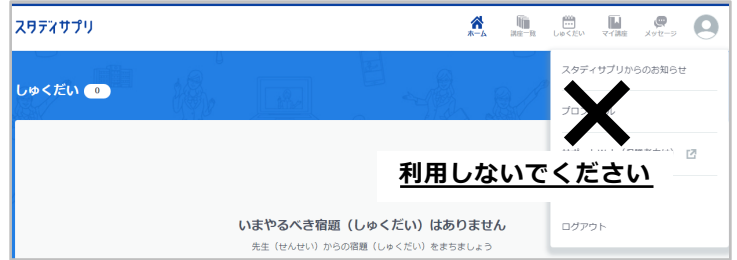 スタディサプリ
ホーム
講座一覧
しゅくだい
マイ講座
メッセージ
スタディサプリからのお知らせ
しゅくだい 0
利用しないでください
いまやるべき宿題（しゅくだい）はありません
ログアウト
先生（せんせい）からの宿題（しゅくだい）をまちましょう